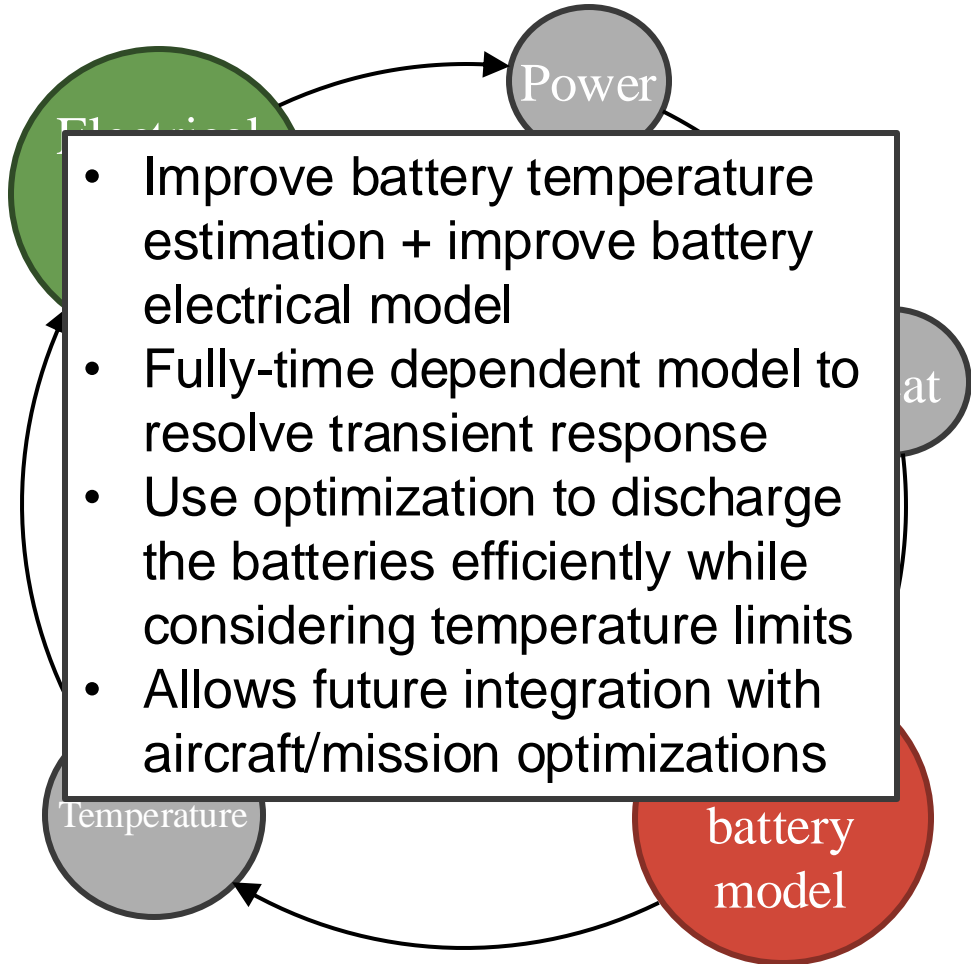 Power
Electrical
• Improve battery temperature
estimation + improve battery
electrical model
• Fully-time dependent model to
resolve transient response
• Use optimization to discharge
the batteries efficiently while
considering temperature limits
• Allows future integration with
aircraft/mission optimizations
at
Temperature
battery
model